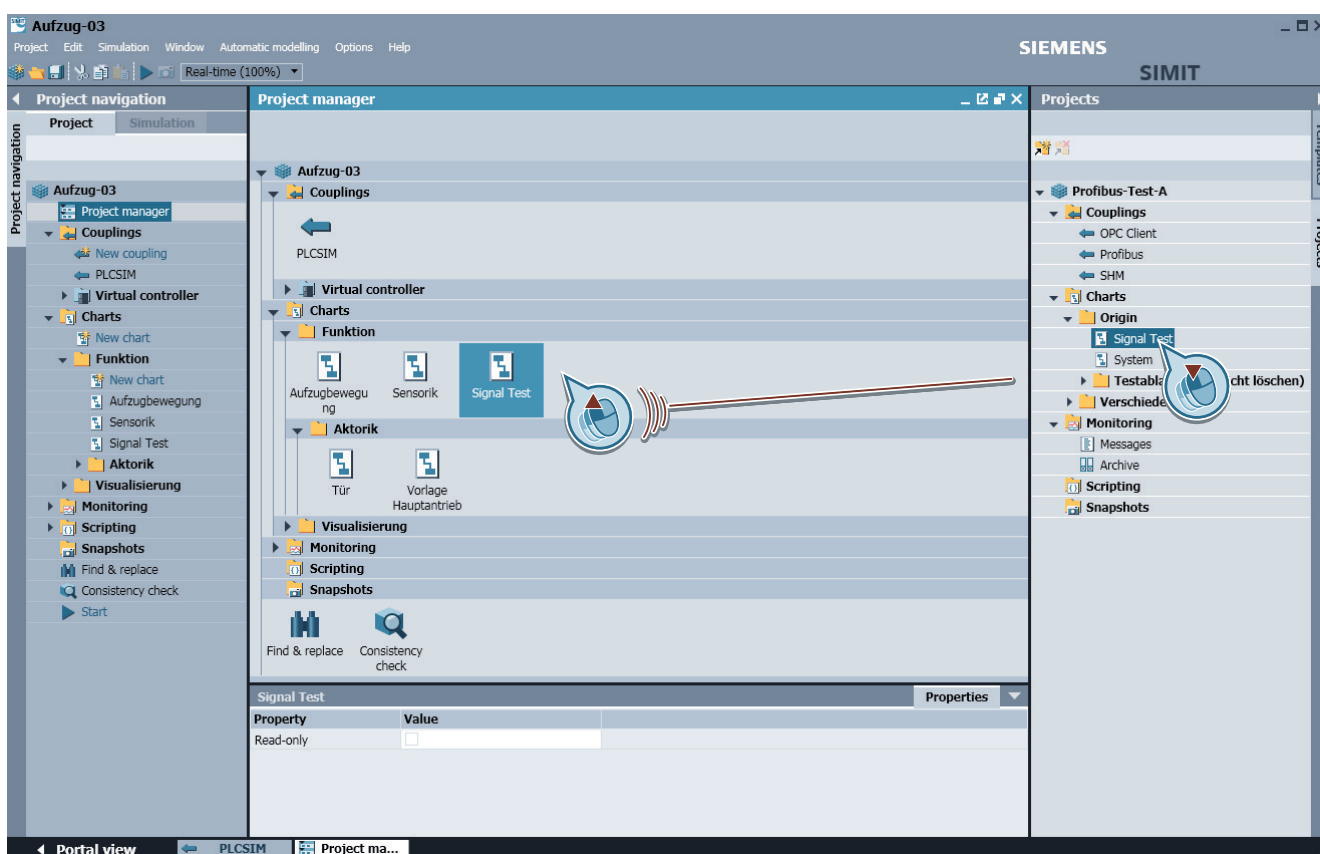 Aufzug-03
Project Edit Simulation Window Automatic modelling Options Help
SIEMENS
SIMIT
Real-time (100%)
Project navigation
Project navigation
Project Simulation
Aufzug-03
Project manager
Couplings
New coupling
PLCSIM
Virtual controller
Charts
New chart
Funktion
New chart
Aufzugbewegung
Sensorik
Signal Test
Aktorik
Visualisierung
Monitoring
Scripting
Snapshots
Find & replace
Consistency check
Start
Project manager
Aufzug-03
Couplings
PLCSIM
Virtual controller
Charts
Funktion
Aufzugbewegu
ng
Sensorik
Signal Test
Aktorik
Tür
Vorlage
Hauptantrieb
Visualisierung
Monitoring
Scripting
Snapshots
Find & replace
Consistency
check
Signal Test
Properties
Property Value
Read-only
Projects
Profibus-Test-A
Couplings
OPC Client
Profibus
SHM
Charts
Origin
Signal Test
System
Testabla cht löschen)
Verschiede
Monitoring
Messages
Archive
Scripting
Snapshots
Portal view PLCSIM Project ma...